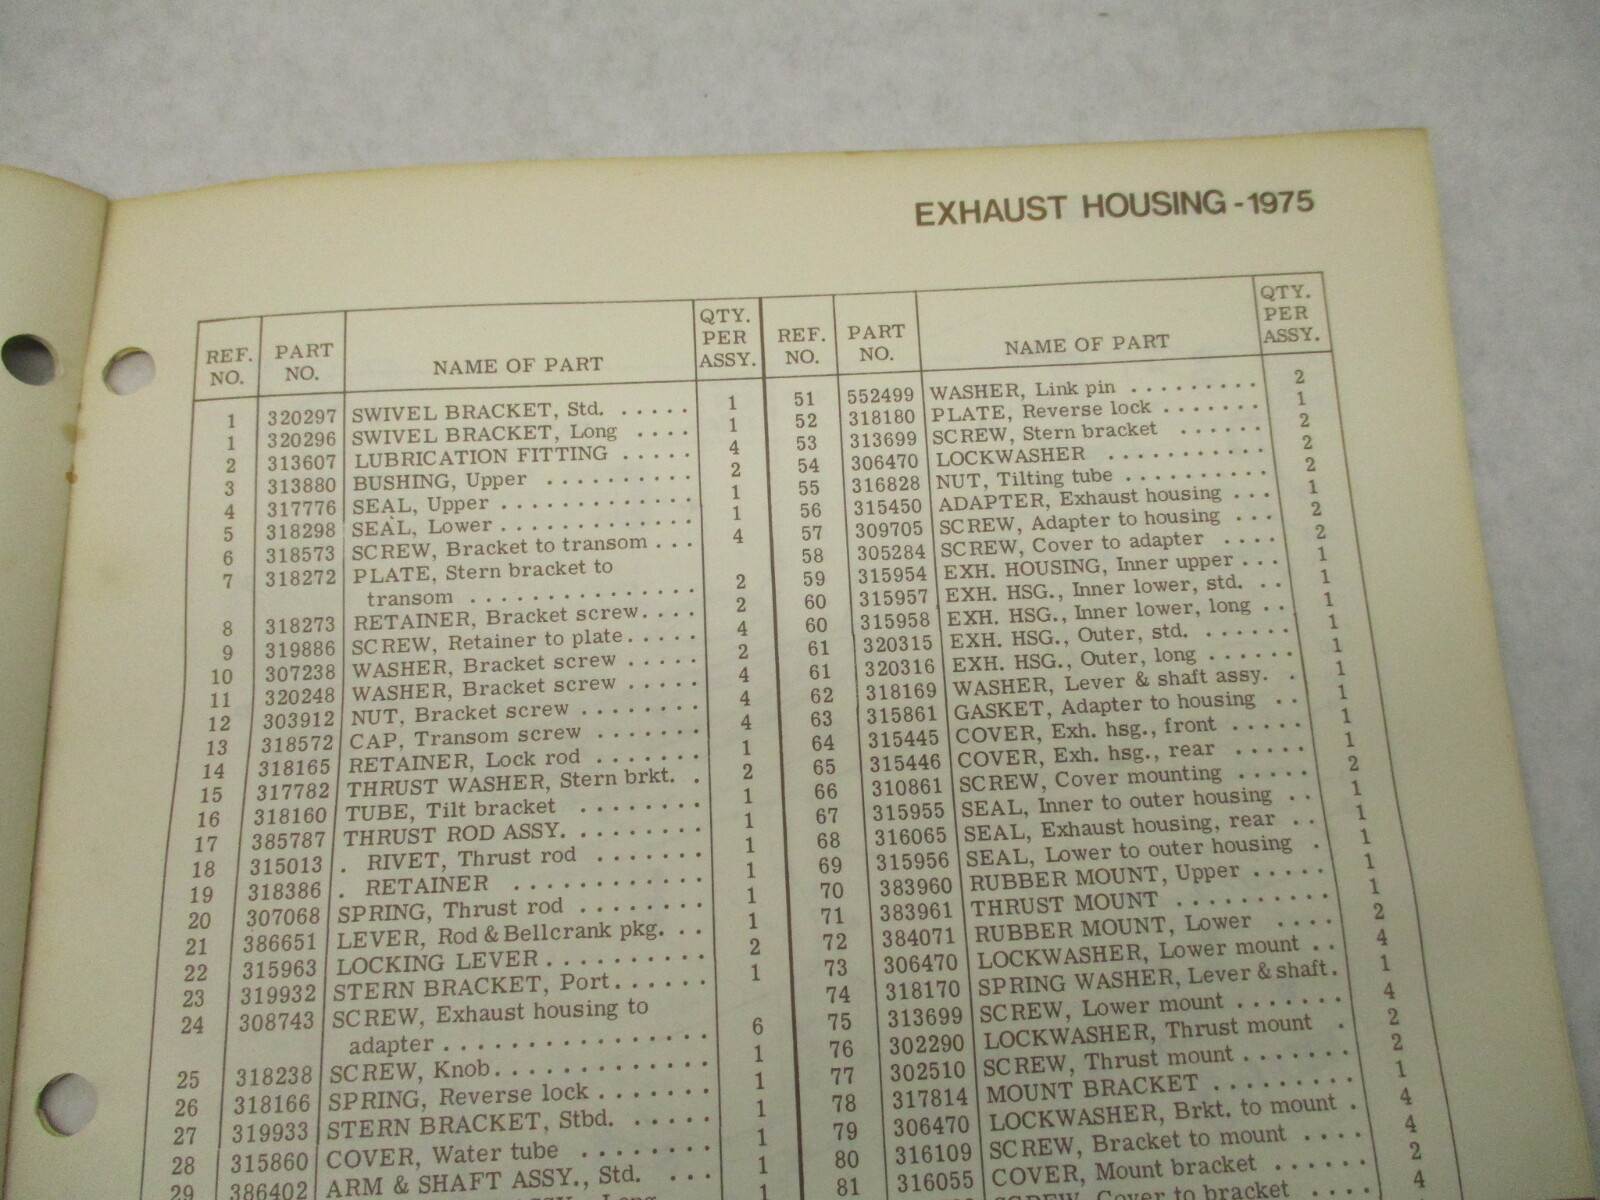 EXHAUST HOUSING - 1975
REF. NO. PART NO. NAME OF PART QTY. PER ASSY.
1 320297 SWIVEL BRACKET, Std. . . . . . 1
1 320296 SWIVEL BRACKET, Long . . . . 1
2 313607 LUBRICATION FITTING . . . . . 4
3 313880 BUSHING, Upper . . . . . . . . . . 2
4 317776 SEAL, Upper . . . . . . . . . . . . . 1
5 318298 SEAL, Lower . . . . . . . . . . . . . 1
6 318573 SCREW, Bracket to transom . . . 4
7 318272 PLATE, Stern bracket to
transom . . . . . . . . . . . . . . . 2
8 318273 RETAINER, Bracket screw. . . . 2
9 319886 SCREW, Retainer to plate. . . . . 4
10 307238 WASHER, Bracket screw . . . . . 2
11 320248 WASHER, Bracket screw . . . . . 4
12 303912 NUT, Bracket screw . . . . . . . . 4
13 318572 CAP, Transom screw . . . . . . . 4
14 318165 RETAINER, Lock rod . . . . . . . 1
15 317782 THRUST WASHER, Stern brkt. . 2
16 318160 TUBE, Tilt bracket . . . . . . . . 1
17 385787 THRUST ROD ASSY. . . . . . . . . 1
18 315013 . RIVET, Thrust rod . . . . . . . 1
19 318386 . RETAINER . . . . . . . . . . . . 1
20 307068 SPRING, Thrust rod . . . . . . . . 1
21 386651 LEVER, Rod & Bellcrank pkg. . . 1
22 315963 LOCKING LEVER . . . . . . . . . . 2
23 319932 STERN BRACKET, Port. . . . . . 1
24 308743 SCREW, Exhaust housing to
adapter . . . . . . . . . . . . . . . . . 6
25 318238 SCREW, Knob. . . . . . . . . . . . . 1
26 318166 SPRING, Reverse lock . . . . . . . 1
27 319933 STERN BRACKET, Stbd. . . . . . 1
28 315860 COVER, Water tube . . . . . . . . 1
29 386402 ARM & SHAFT ASSY., Std. . . . 1
REF. NO. PART NO. NAME OF PART QTY. PER ASSY.
51 552499 WASHER, Link pin . . . . . . . . . 2
52 318180 PLATE, Reverse lock . . . . . . . 1
53 313699 SCREW, Stern bracket . . . . . . 2
54 306470 LOCKWASHER . . . . . . . . . . . 2
55 316828 NUT, Tilting tube . . . . . . . . . . 2
56 315450 ADAPTER, Exhaust housing . . . 1
57 309705 SCREW, Adapter to housing . . . 2
58 305284 SCREW, Cover to adapter . . . . 2
59 315954 EXH. HOUSING, Inner upper . . . 1
60 315957 EXH. HSG., Inner lower, std. . . 1
60 315958 EXH. HSG., Inner lower, long . . 1
61 320315 EXH. HSG., Outer, std. . . . . . . 1
61 320316 EXH. HSG., Outer, long . . . . . . 1
62 318169 WASHER, Lever & shaft assy. . 1
63 315861 GASKET, Adapter to housing . . 1
64 315445 COVER, Exh. hsg., front . . . . . 1
65 315446 COVER, Exh. hsg., rear . . . . . 1
66 310861 SCREW, Cover mounting . . . . . 2
67 315955 SEAL, Inner to outer housing . . 1
68 316065 SEAL, Exhaust housing, rear . . 1
69 315956 SEAL, Lower to outer housing . 1
70 383960 RUBBER MOUNT, Upper . . . . . 1
71 383961 THRUST MOUNT . . . . . . . . . . 1
72 384071 RUBBER MOUNT, Lower . . . . 2
73 306470 LOCKWASHER, Lower mount . . 4
74 318170 SPRING WASHER, Lever & shaft. 1
75 313699 SCREW, Lower mount . . . . . . . 4
76 302290 LOCKWASHER, Thrust mount . 2
77 302510 SCREW, Thrust mount . . . . . . . 2
78 317814 MOUNT BRACKET . . . . . . . . . 1
79 306470 LOCKWASHER, Brkt. to mount . 4
80 316109 SCREW, Bracket to mount . . . . 4
81 316055 COVER, Mount bracket . . . . . . 2
SCREW, Cover to bracket . . . . 4